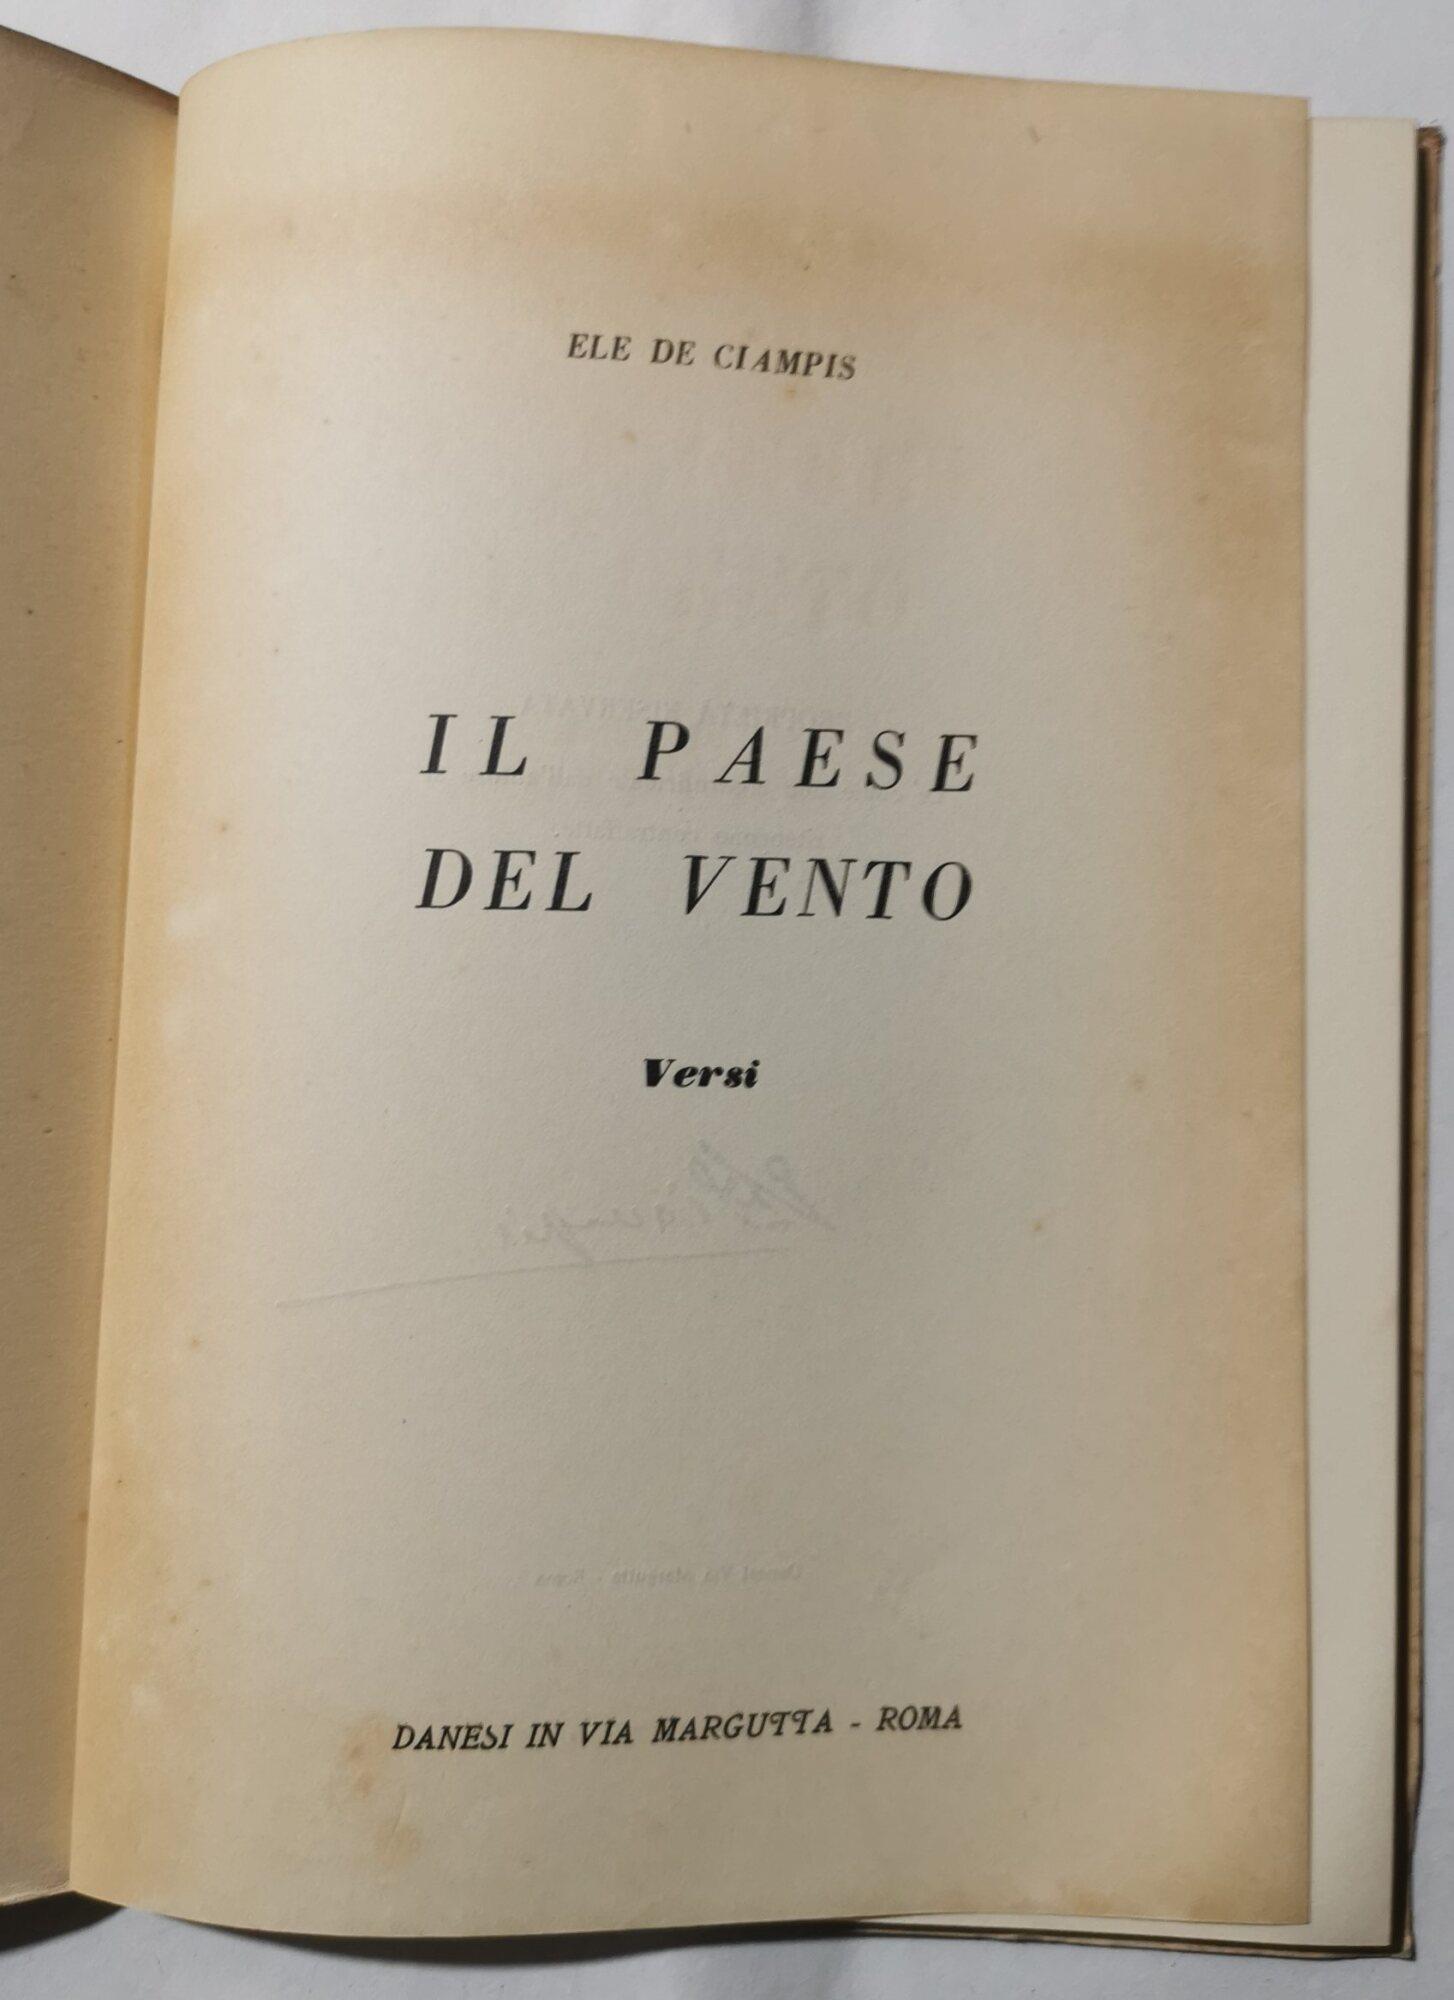 ELE DE CIAMPIS
IL PAESE
DEL VENTO
Versi
DANESI IN VIA MARGUTTA - ROMA